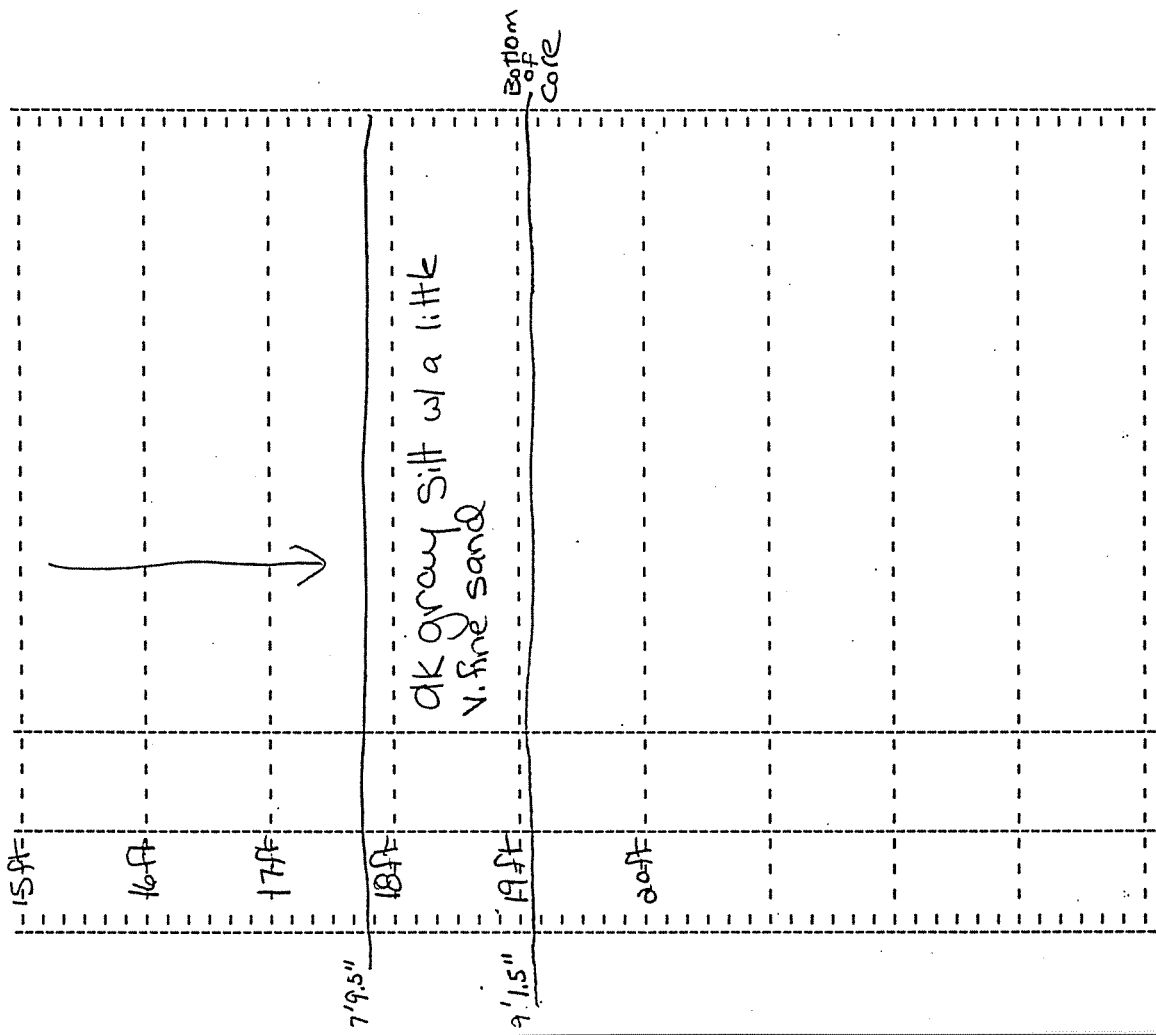 15ft
16ft
17ft
7'9.5"
18ft
dk gray Silt w/ a little
v. fine sand
19ft
9'1.5"
Bottom
of
Core
20ft